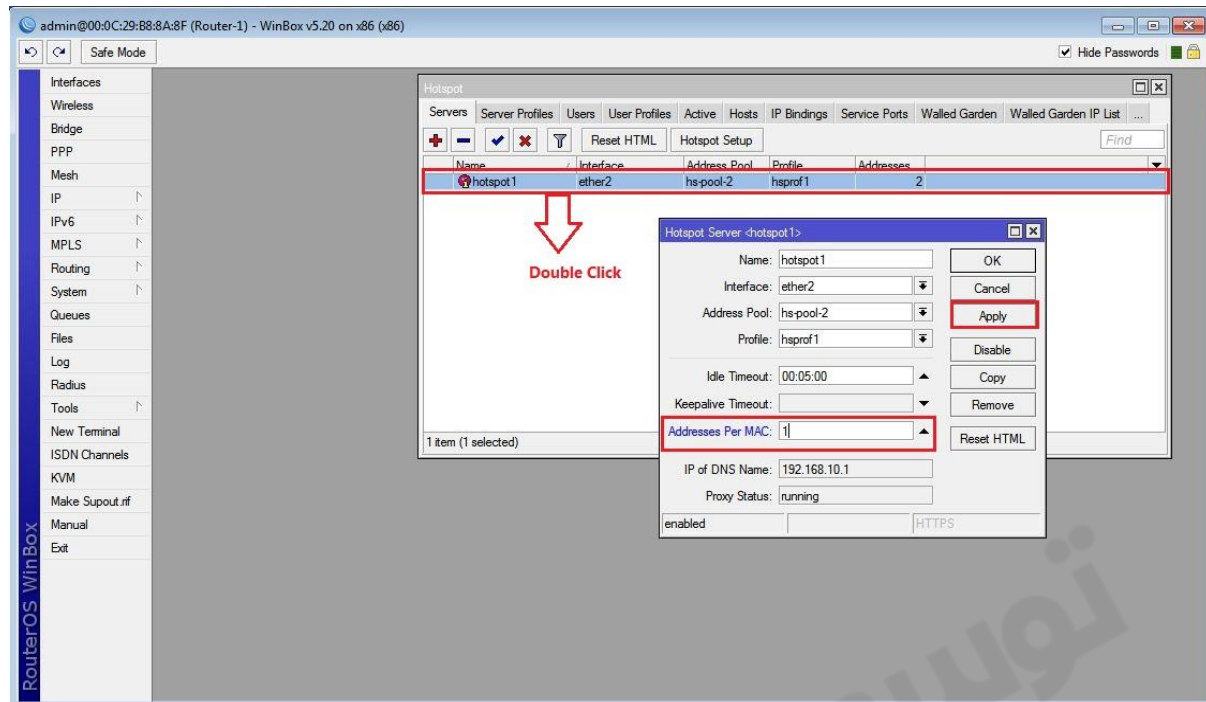 admin@00:0C:29:B8:8A:8F (Router-1) - WinBox v5.20 on x86 (x86)
Safe Mode
Hide Passwords
Interfaces
Wireless
Bridge
PPP
Mesh
IP
IPv6
MPLS
Routing
System
Queues
Files
Log
Radius
Tools
New Terminal
ISDN Channels
KVM
Make Supout.rif
Manual
Exit
RouterOS WinBox
Hotspot
Servers Server Profiles Users User Profiles Active Hosts IP Bindings Service Ports Walled Garden Walled Garden IP List ...
Reset HTML Hotspot Setup Find
Name Interface Address Pool Profile Addresses
hotspot1 ether2 hs-pool-2 hsprof1 2
Double Click
1 item (1 selected)
Hotspot Server <hotspot1>
Name: hotspot1 OK
Interface: ether2 Cancel
Address Pool: hs-pool-2 Apply
Profile: hsprof1 Disable
Idle Timeout: 00:05:00 Copy
Keepalive Timeout: Remove
Addresses Per MAC: 1 Reset HTML
IP of DNS Name: 192.168.10.1
Proxy Status: running
enabled HTTPS